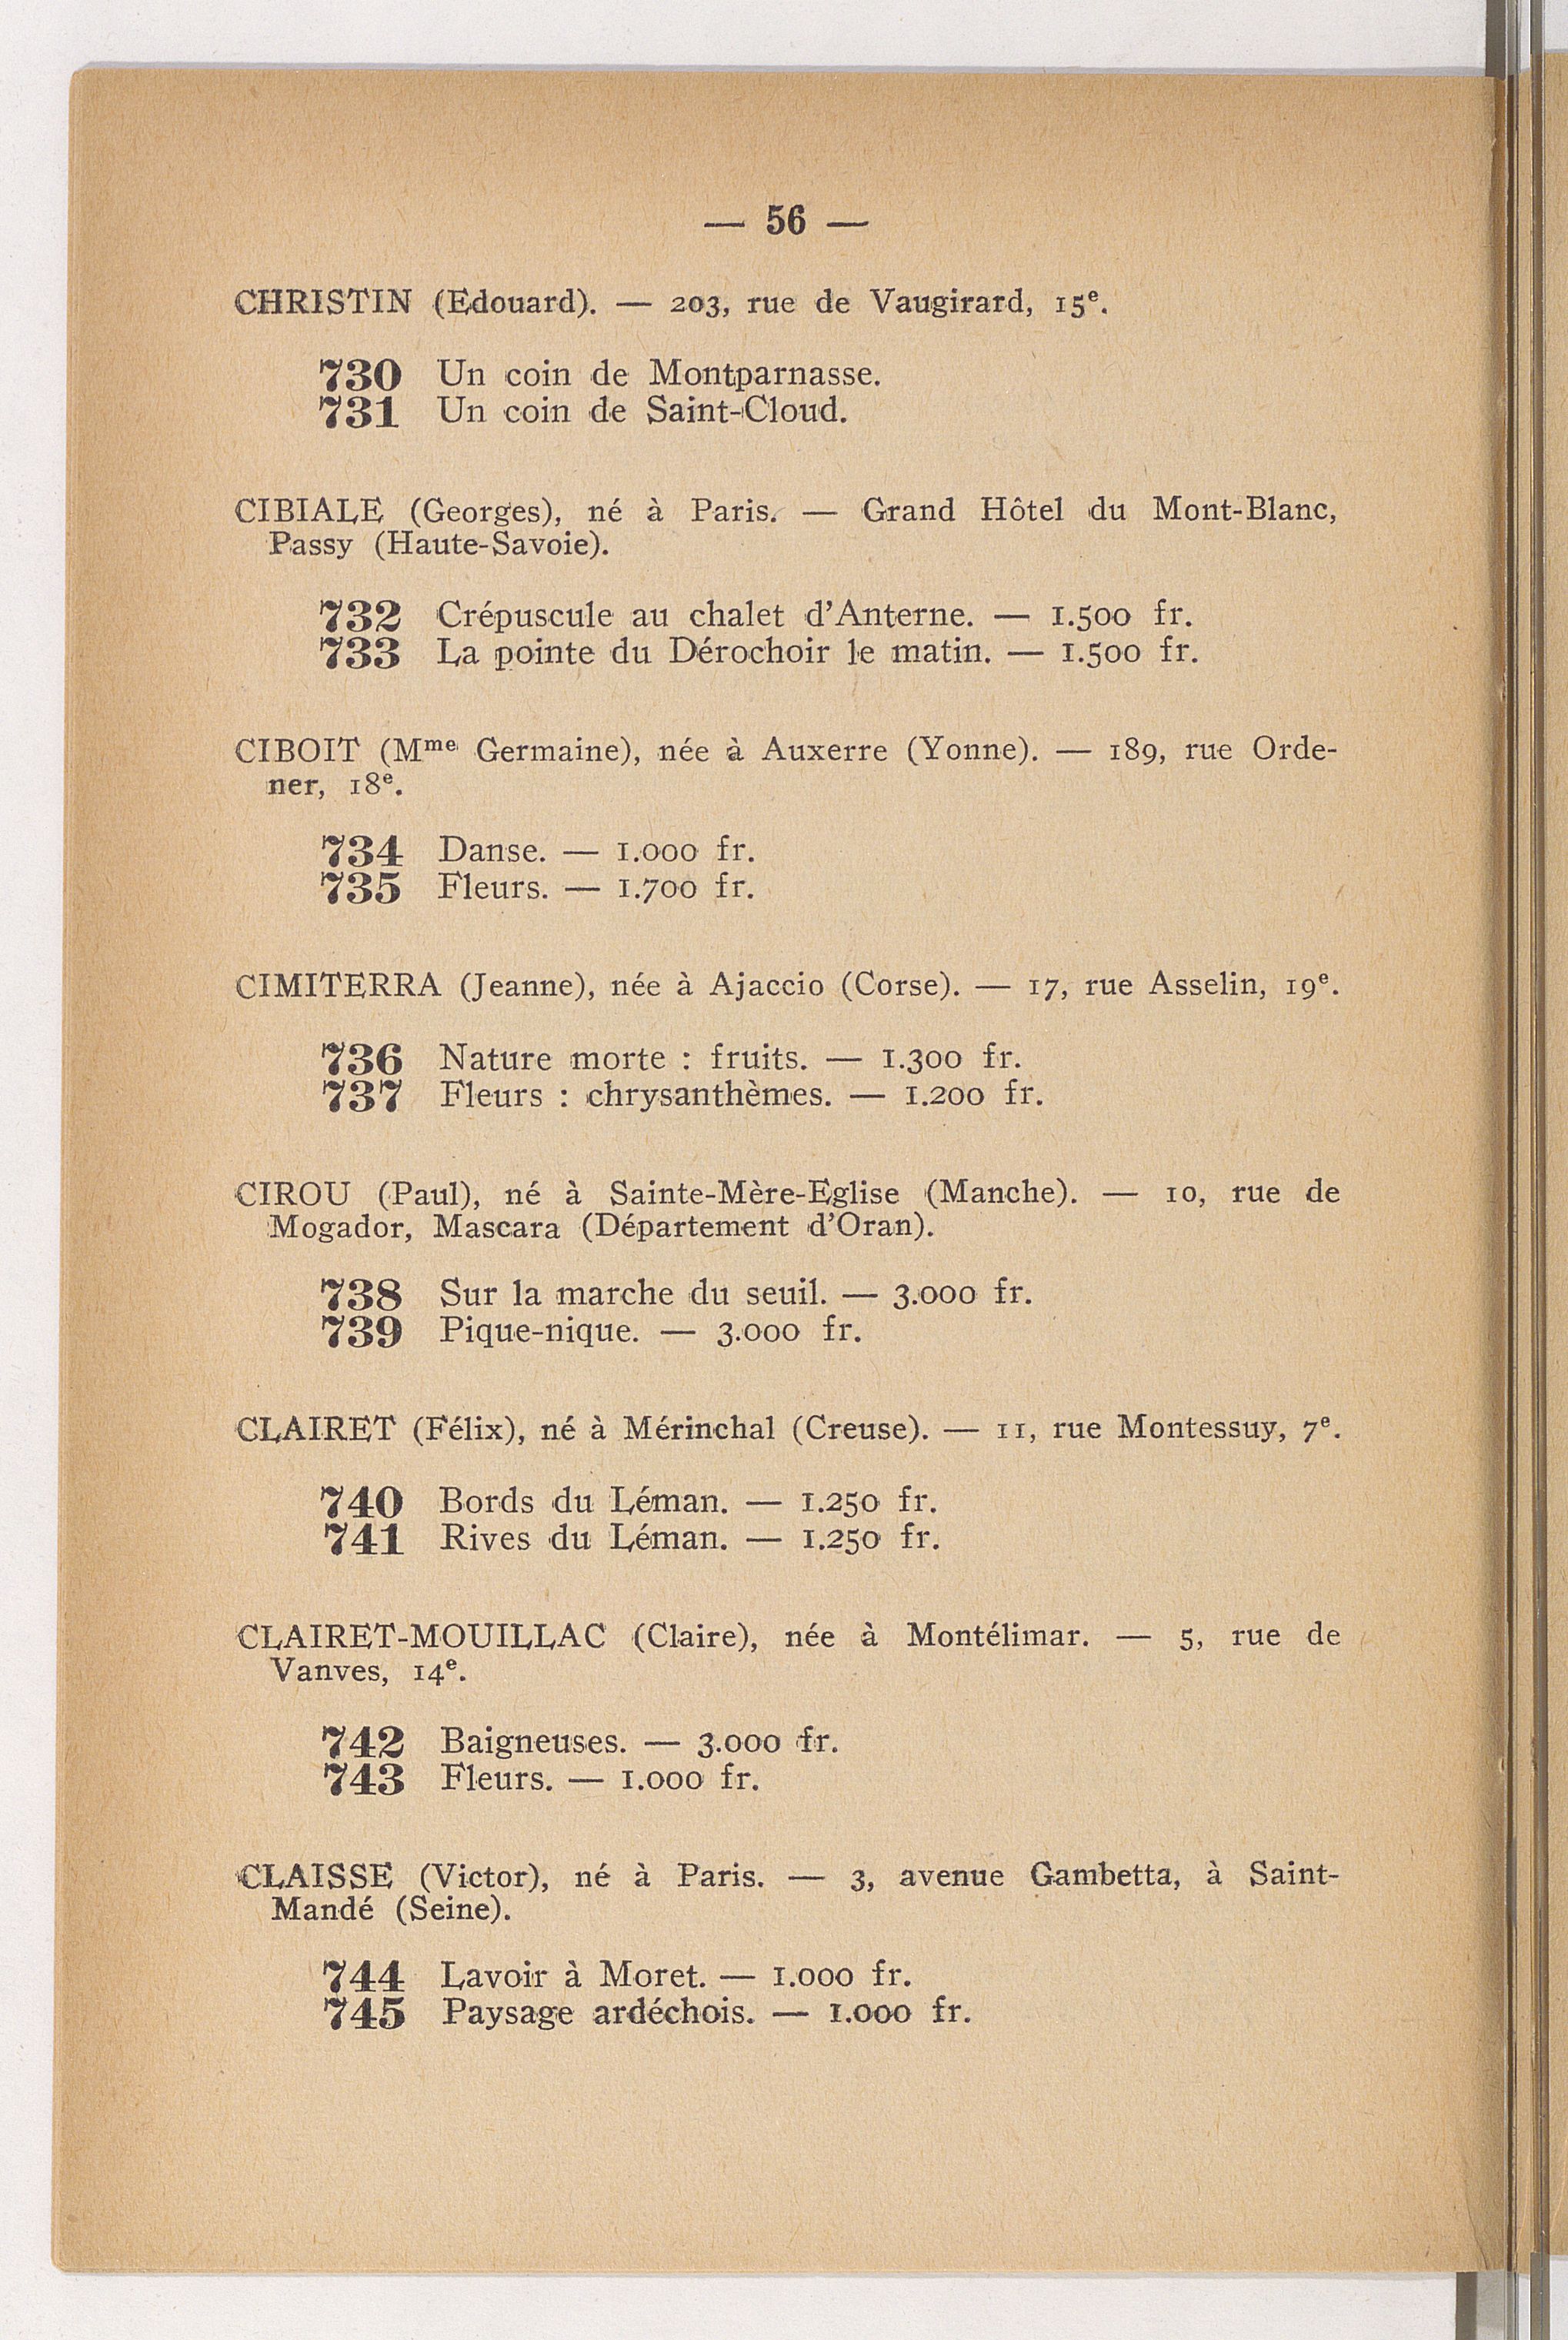 — 56 —
CHRISTIN (Edouard). — 203, rue de Vaugirard, 15e.
730 Un coin de Montparnasse.
731 Un coin de Saint-Cloud.
CIBIALE (Georges), né à Paris. — Grand Hôtel du Mont-Blanc,
Passy (Haute-Savoie).
732 Crépuscule au chalet d'Anterne. — 1.500 fr.
733 La pointe du Dérochoir le matin. — 1.500 fr.
CIBOIT (Mme Germaine), née à Auxerre (Yonne). — 189, rue Orde-
ner, 18e.
734 Danse. — 1.000 fr.
735 Fleurs. — 1.700 fr.
CIMITERRA (Jeanne), née à Ajaccio (Corse). — 17, rue Asselin, 19e.
736 Nature morte : fruits. — 1.300 fr.
737 Fleurs : chrysanthèmes. — 1.200 fr.
CIROU (Paul), né à Sainte-Mère-Eglise (Manche). — 10, rue de
Mogador, Mascara (Département d'Oran).
738 Sur la marche du seuil. — 3.000 fr.
739 Pique-nique. — 3.000 fr.
CLAIRET (Félix), né à Mérinchal (Creuse). — 11, rue Montessuy, 7e.
740 Bords du Léman. — 1.250 fr.
741 Rives du Léman. — 1.250 fr.
CLAIRET-MOUILLAC (Claire), née à Montélimar. — 5, rue de
Vanves, 14e.
742 Baigneuses. — 3.000 fr.
743 Fleurs. — 1.000 fr.
CLAISSE (Victor), né à Paris. — 3, avenue Gambetta, à Saint-
Mandé (Seine).
744 Lavoir à Moret. — 1.000 fr.
745 Paysage ardéchois. — 1.000 fr.